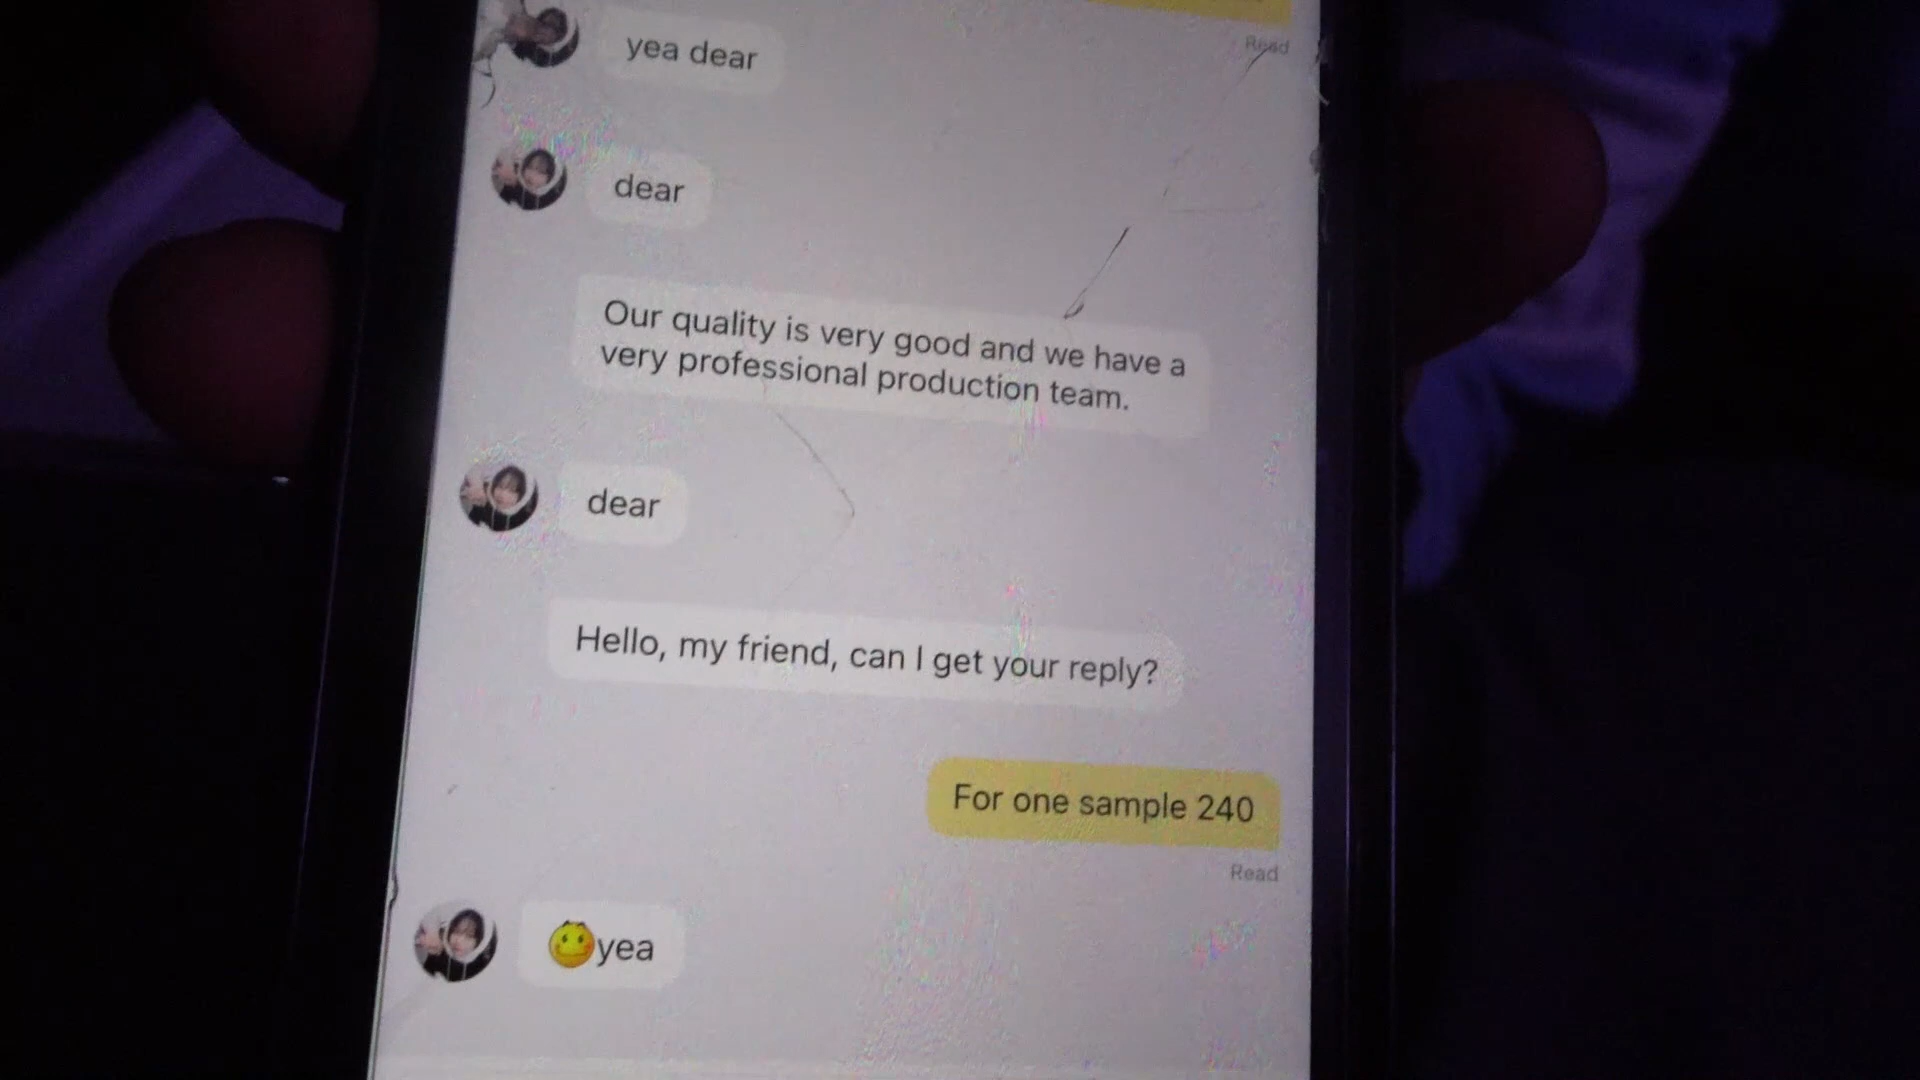 Read
yea dear
dear
Our quality is very good and we have a
very professional production team.
dear
Hello, my friend, can I get your reply?
For one sample 240
Read
yea